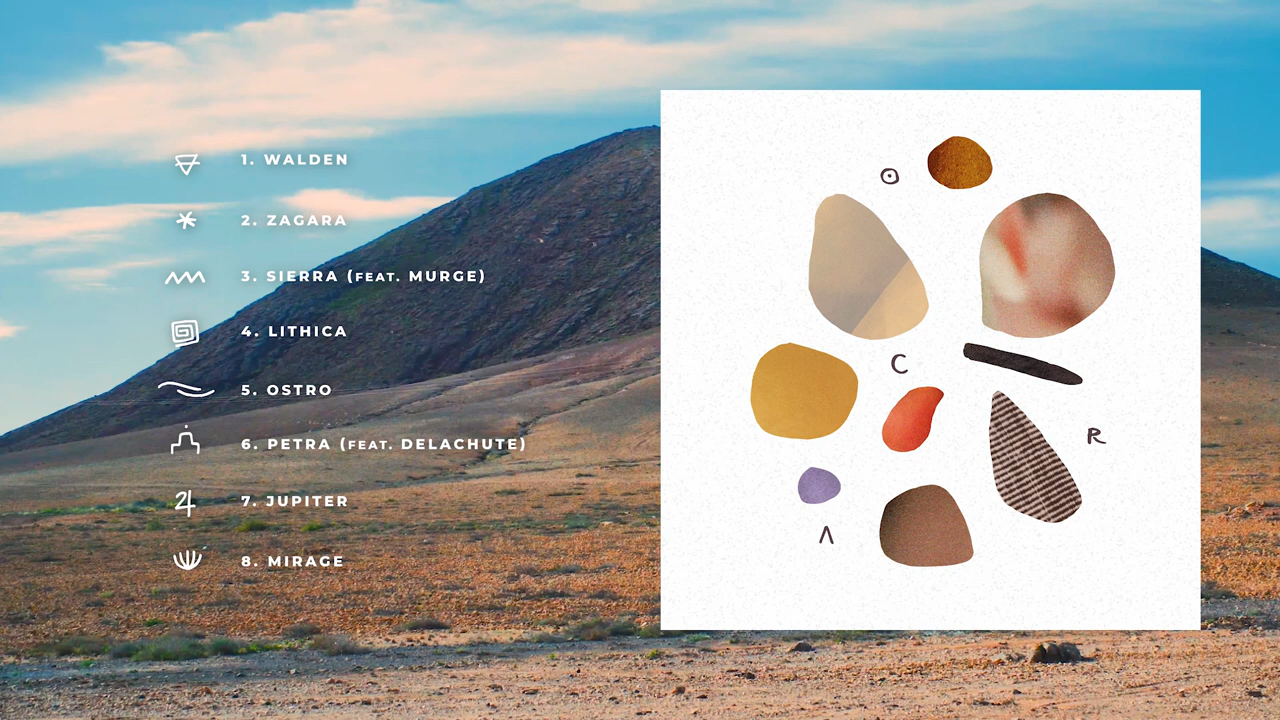 1. WALDEN
2. ZAGARA
3. SIERRA (FEAT. MURGE)
4. LITHICA
5. OSTRO
6. PETRA (FEAT. DELACHUTE)
7. JUPITER
8. MIRAGE
⊙
C
R
Λ